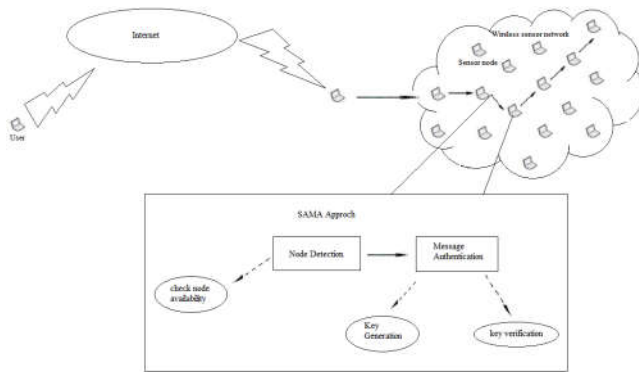 Internet
Wireless sensor network
Sensor node
User
SAMA Approch
Node Detection
Message
Authentication
check node
availability
Key
Generation
key verification